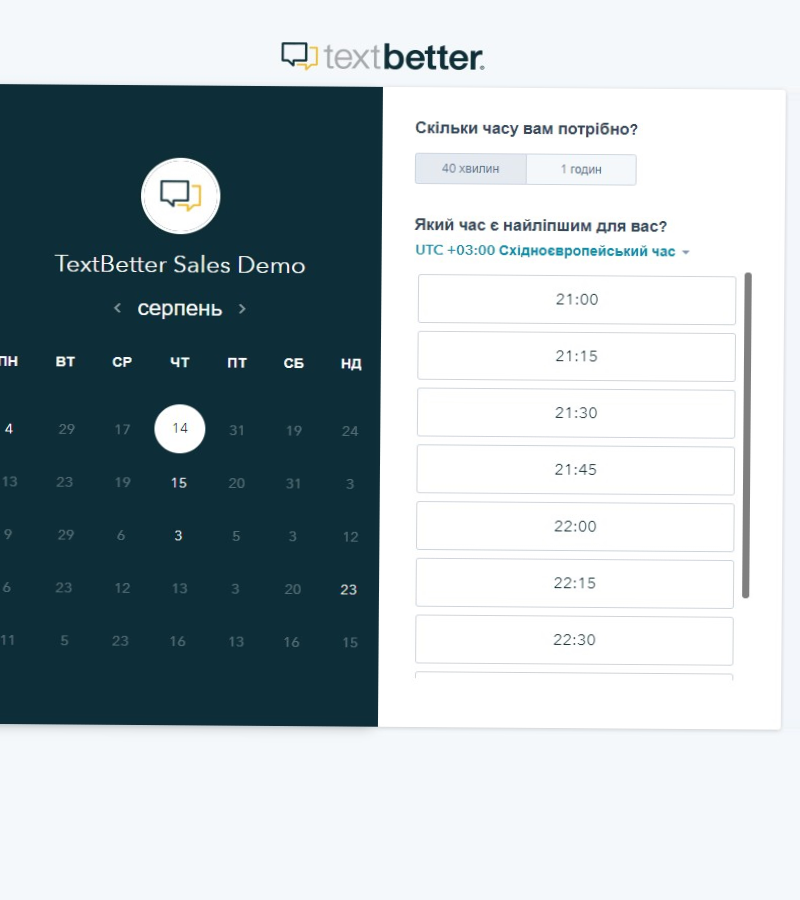 textbetter.
TextBetter Sales Demo
< серпень >
ПН ВТ СР ЧТ ПТ СБ НД
4 29 17 14 31 19 24
13 23 19 15 20 31 3
9 29 6 3 5 3 12
6 23 12 13 3 20 23
11 5 23 16 13 16 15
Скільки часу вам потрібно?
40 хвилин 1 годин
Який час є найліпшим для вас?
UTC +03:00 Східноєвропейський час
21:00
21:15
21:30
21:45
22:00
22:15
22:30